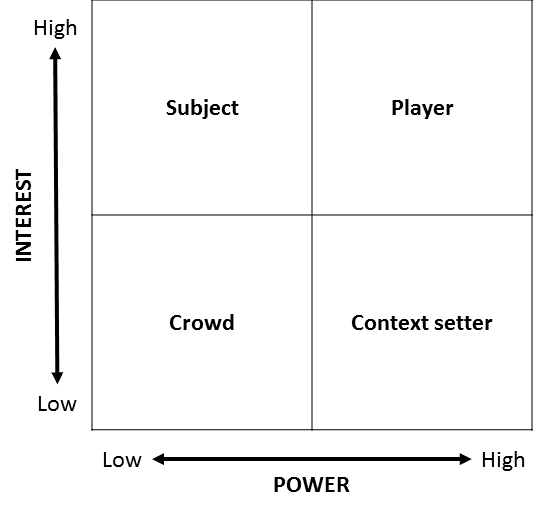 High
Subject
Player
INTEREST
Crowd
Context setter
Low
Low
High
POWER